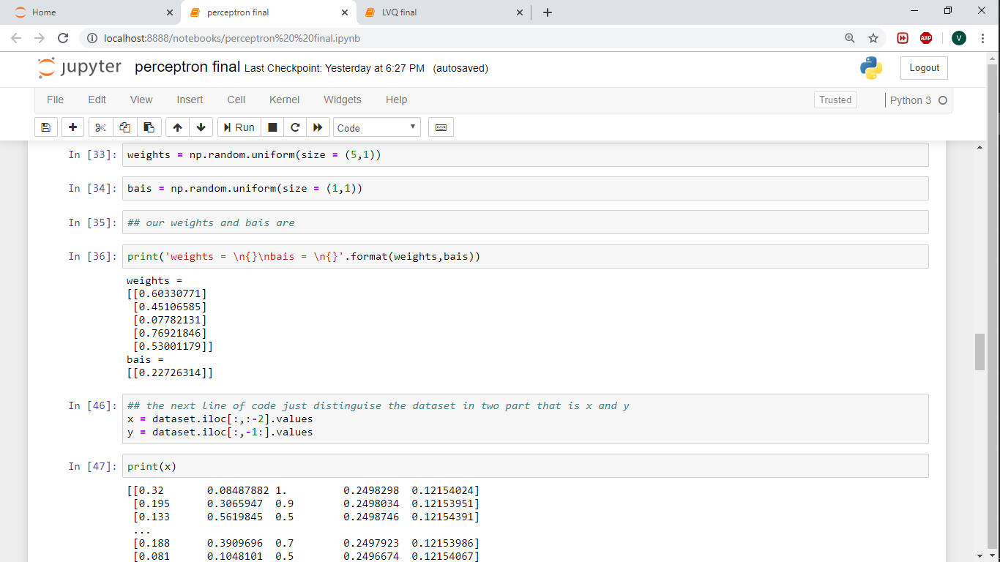 Home
perceptron final
LVQ final
localhost:8888/notebooks/perceptron%20%20final.ipynb
ABP
V
jupyter perceptron final Last Checkpoint: Yesterday at 6:27 PM (autosaved)
Logout
File Edit View Insert Cell Kernel Widgets Help
Trusted
Python 3
Run
Code
In [33]: weights = np.random.uniform(size = (5,1))
In [34]: bais = np.random.uniform(size = (1,1))
In [35]: ## our weights and bais are
In [36]: print('weights = \n{}\nbais = \n{}'.format(weights,bais))
weights =
[[0.60330771]
[0.45106585]
[0.07782131]
[0.76921846]
[0.53001179]]
bais =
[[0.22726314]]
In [46]: ## the next line of code just distinguise the dataset in two part that is x and y
x = dataset.iloc[:,:-2].values
y = dataset.iloc[:,-1:].values
In [47]: print(x)
[[0.32 0.08487882 1. 0.2498298 0.12154024]
[0.195 0.3065947 0.9 0.2498034 0.12153951]
[0.133 0.5619845 0.5 0.2498746 0.12154391]
...
[0.188 0.3909696 0.7 0.2497923 0.12153986]
[0.081 0.1048101 0.5 0.2496674 0.12154067]